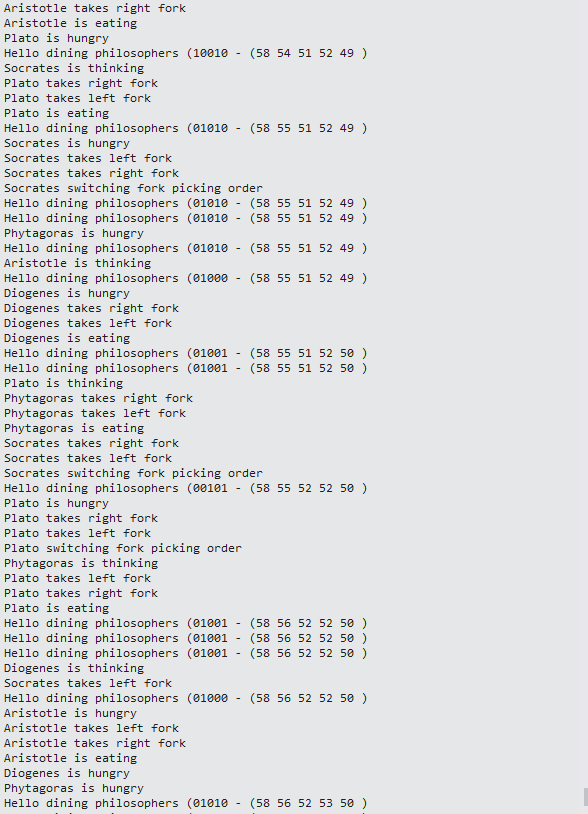 Aristotle takes right fork
Aristotle is eating
Plato is hungry
Hello dining philosophers (10010 - (58 54 51 52 49 )
Socrates is thinking
Plato takes right fork
Plato takes left fork
Plato is eating
Hello dining philosophers (01010 - (58 55 51 52 49 )
Socrates is hungry
Socrates takes left fork
Socrates takes right fork
Socrates switching fork picking order
Hello dining philosophers (01010 - (58 55 51 52 49 )
Hello dining philosophers (01010 - (58 55 51 52 49 )
Phytagoras is hungry
Hello dining philosophers (01010 - (58 55 51 52 49 )
Aristotle is thinking
Hello dining philosophers (01000 - (58 55 51 52 49 )
Diogenes is hungry
Diogenes takes right fork
Diogenes takes left fork
Diogenes is eating
Hello dining philosophers (01001 - (58 55 51 52 50 )
Hello dining philosophers (01001 - (58 55 51 52 50 )
Plato is thinking
Phytagoras takes right fork
Phytagoras takes left fork
Phytagoras is eating
Socrates takes right fork
Socrates takes left fork
Socrates switching fork picking order
Hello dining philosophers (00101 - (58 55 52 52 50 )
Plato is hungry
Plato takes right fork
Plato takes left fork
Plato switching fork picking order
Phytagoras is thinking
Plato takes left fork
Plato takes right fork
Plato is eating
Hello dining philosophers (01001 - (58 56 52 52 50 )
Hello dining philosophers (01001 - (58 56 52 52 50 )
Hello dining philosophers (01001 - (58 56 52 52 50 )
Diogenes is thinking
Socrates takes left fork
Hello dining philosophers (01000 - (58 56 52 52 50 )
Aristotle is hungry
Aristotle takes left fork
Aristotle takes right fork
Aristotle is eating
Diogenes is hungry
Phytagoras is hungry
Hello dining philosophers (01010 - (58 56 52 53 50 )